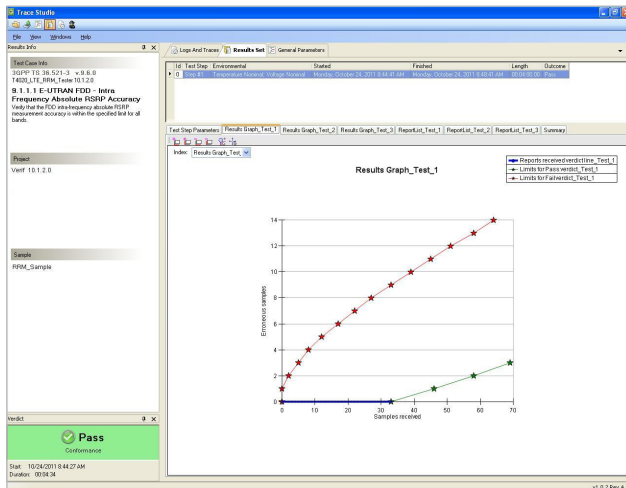 Trace Studio
File View Windows Help
Results Info
Test Case Info
3GPP TS 36.521-3 v.9.6.0
T4020_LTE_RRM_Tester 10.1.2.0
9.1.1.1 E-UTRAN FDD - Intra
Frequency Absolute RSRP Accuracy
Verify that the FDD intra-frequency absolute RSRP
measurement accuracy is within the specified limit for all
bands.
Project
Verif 10.1.2.0
Sample
RRM_Sample
Verdict
Pass
Conformance
Start: 10/24/2011 8:44:27 AM
Duration: 00:04:34
Logs And Traces Results Set General Parameters
Id Test Step Environmental Started Finished Length Outcome
0 Step #1 Temperature Nominal; Voltage Nominal Monday, October 24, 2011 8:44:41 AM Monday, October 24, 2011 8:48:41 AM 00:04:00.00 Pass
Test Step Parameters Results Graph_Test_1 Results Graph_Test_2 Results Graph_Test_3 ReportList_Test_1 ReportList_Test_2 ReportList_Test_3 Summary
Index: Results Graph_Test_
Results Graph_Test_1
Reports received verdict line_Test_1
Limits for Pass verdict_Test_1
Limits for Fail verdict_Test_1
Erroneous samples
14
12
10
8
6
4
2
0
0 10 20 30 40 50 60 70
Samples received